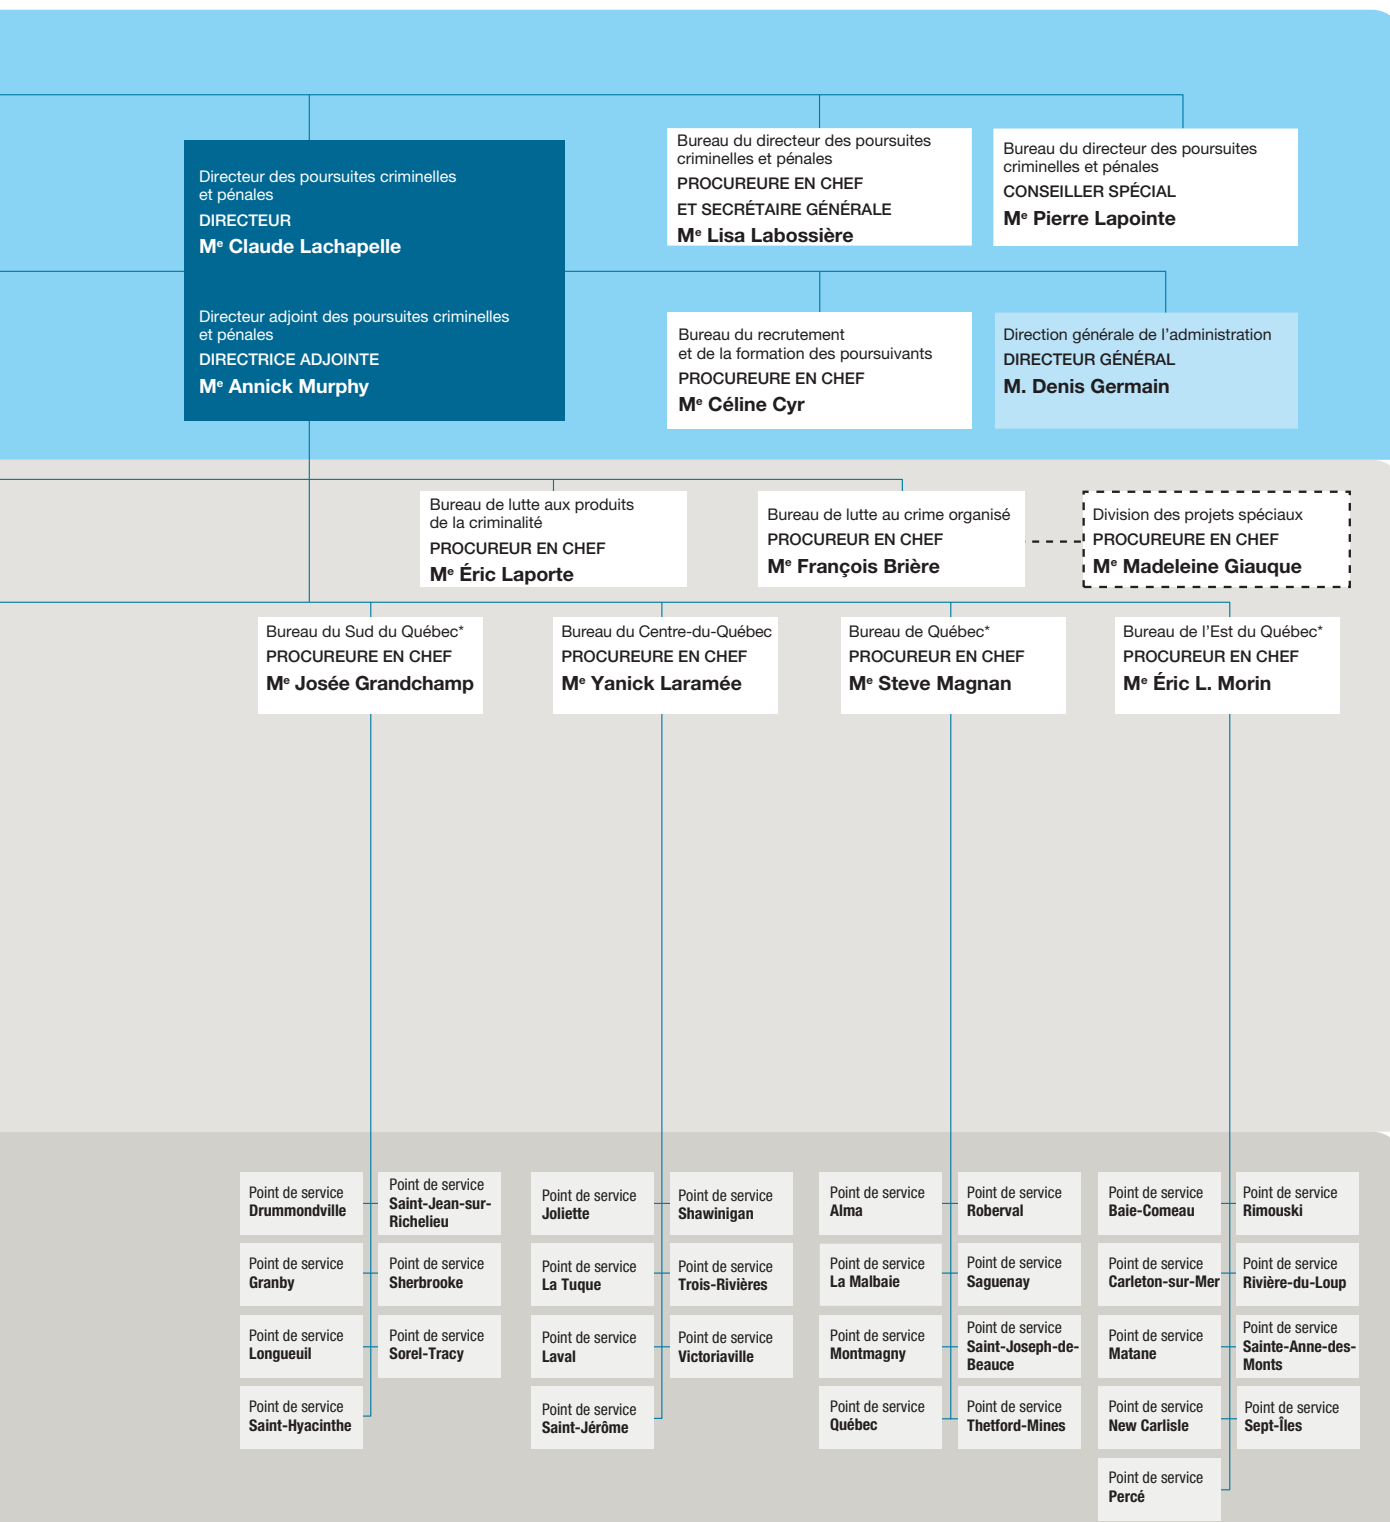 Directeur des poursuites criminelles
et pénales
DIRECTEUR
Me Claude Lachapelle
Directeur adjoint des poursuites criminelles
et pénales
DIRECTRICE ADJOINTE
Me Annick Murphy
Bureau du directeur des poursuites
criminelles et pénales
PROCUREURE EN CHEF
ET SECRÉTAIRE GÉNÉRALE
Me Lisa Labossière
Bureau du directeur des poursuites
criminelles et pénales
CONSEILLER SPÉCIAL
Me Pierre Lapointe
Bureau du recrutement
et de la formation des poursuivants
PROCUREURE EN CHEF
Me Céline Cyr
Direction générale de l’administration
DIRECTEUR GÉNÉRAL
M. Denis Germain
Bureau de lutte aux produits
de la criminalité
PROCUREUR EN CHEF
Me Éric Laporte
Bureau de lutte au crime organisé
PROCUREUR EN CHEF
Me François Brière
Division des projets spéciaux
PROCUREURE EN CHEF
Me Madeleine Giauque
Bureau du Sud du Québec*
PROCUREURE EN CHEF
Me Josée Grandchamp
Bureau du Centre-du-Québec
PROCUREURE EN CHEF
Me Yanick Laramée
Bureau de Québec*
PROCUREUR EN CHEF
Me Steve Magnan
Bureau de l’Est du Québec*
PROCUREUR EN CHEF
Me Éric L. Morin
Point de service
Drummondville
Point de service
Saint-Jean-sur-
Richelieu
Point de service
Granby
Point de service
Sherbrooke
Point de service
Longueuil
Point de service
Sorel-Tracy
Point de service
Saint-Hyacinthe
Point de service
Joliette
Point de service
Shawinigan
Point de service
La Tuque
Point de service
Trois-Rivières
Point de service
Laval
Point de service
Victoriaville
Point de service
Saint-Jérôme
Point de service
Alma
Point de service
Roberval
Point de service
La Malbaie
Point de service
Saguenay
Point de service
Montmagny
Point de service
Saint-Joseph-de-
Beauce
Point de service
Québec
Point de service
Thetford-Mines
Point de service
Baie-Comeau
Point de service
Rimouski
Point de service
Carleton-sur-Mer
Point de service
Rivière-du-Loup
Point de service
Matane
Point de service
Sainte-Anne-des-
Monts
Point de service
New Carlisle
Point de service
Sept-Îles
Point de service
Percé